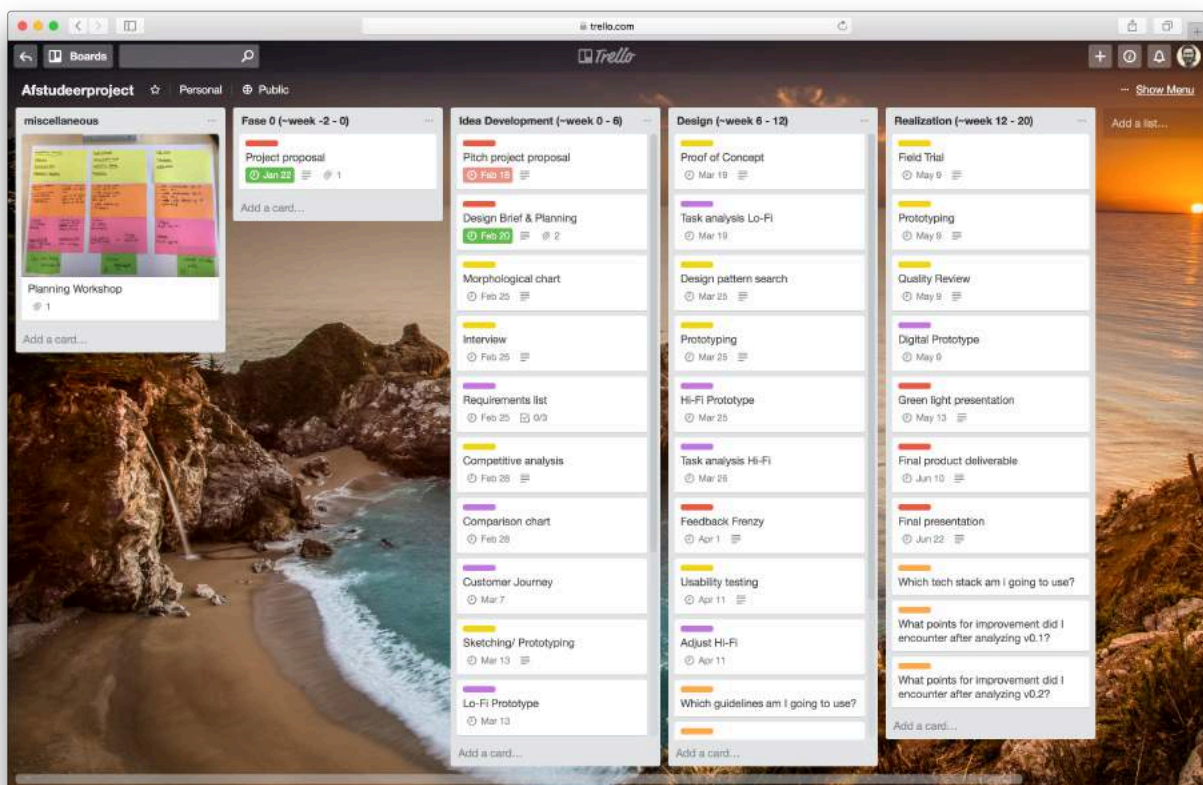 trello.com
Boards
Trello
Afstudeerproject
Personal
Public
Show Menu
miscellaneous
Planning Workshop
1
Add a card...
Fase 0 (~week -2 - 0)
Project proposal
Jan 22
1
Add a card...
Idea Development (~week 0 - 6)
Pitch project proposal
Feb 18
Design Brief & Planning
Feb 20
2
Morphological chart
Feb 25
Interview
Feb 25
Requirements list
Feb 25 0/3
Competitive analysis
Feb 28
Comparison chart
Feb 28
Customer Journey
Mar 7
Sketching/ Prototyping
Mar 13
Lo-Fi Prototype
Mar 13
Add a card...
Design (~week 6 - 12)
Proof of Concept
Mar 19
Task analysis Lo-Fi
Mar 19
Design pattern search
Mar 25
Prototyping
Mar 25
Hi-Fi Prototype
Mar 25
Task analysis Hi-Fi
Mar 26
Feedback Frenzy
Apr 1
Usability testing
Apr 11
Adjust Hi-Fi
Apr 11
Which guidelines am I going to use?
Add a card...
Realization (~week 12 - 20)
Field Trial
May 9
Prototyping
May 9
Quality Review
May 9
Digital Prototype
May 9
Green light presentation
May 13
Final product deliverable
Jun 10
Final presentation
Jun 22
Which tech stack am i going to use?
What points for improvement did I
encounter after analyzing v0.1?
What points for improvement did I
encounter after analyzing v0.2?
Add a card...
Add a list...